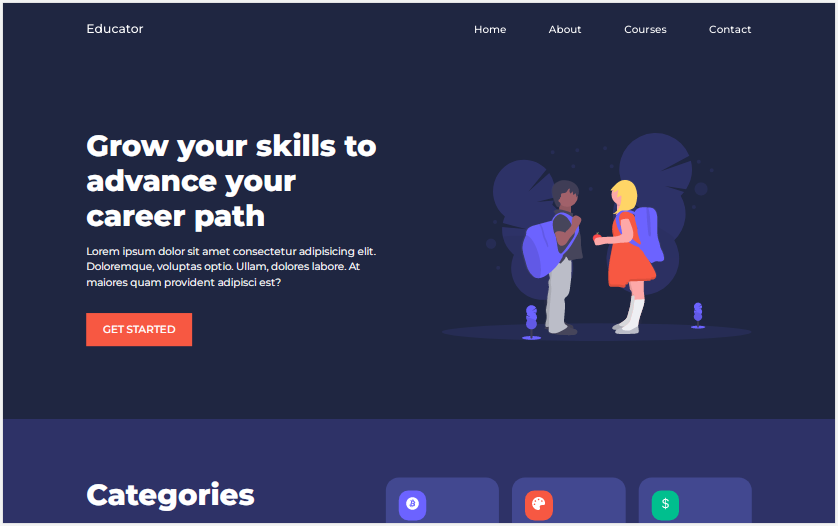 Educator
Home About Courses Contact
Grow your skills to
advance your
career path
Lorem ipsum dolor sit amet consectetur adipisicing elit.
Doloremque, voluptas optio. Ullam, dolores labore. At
maiores quam provident adipisci est?
GET STARTED
Categories